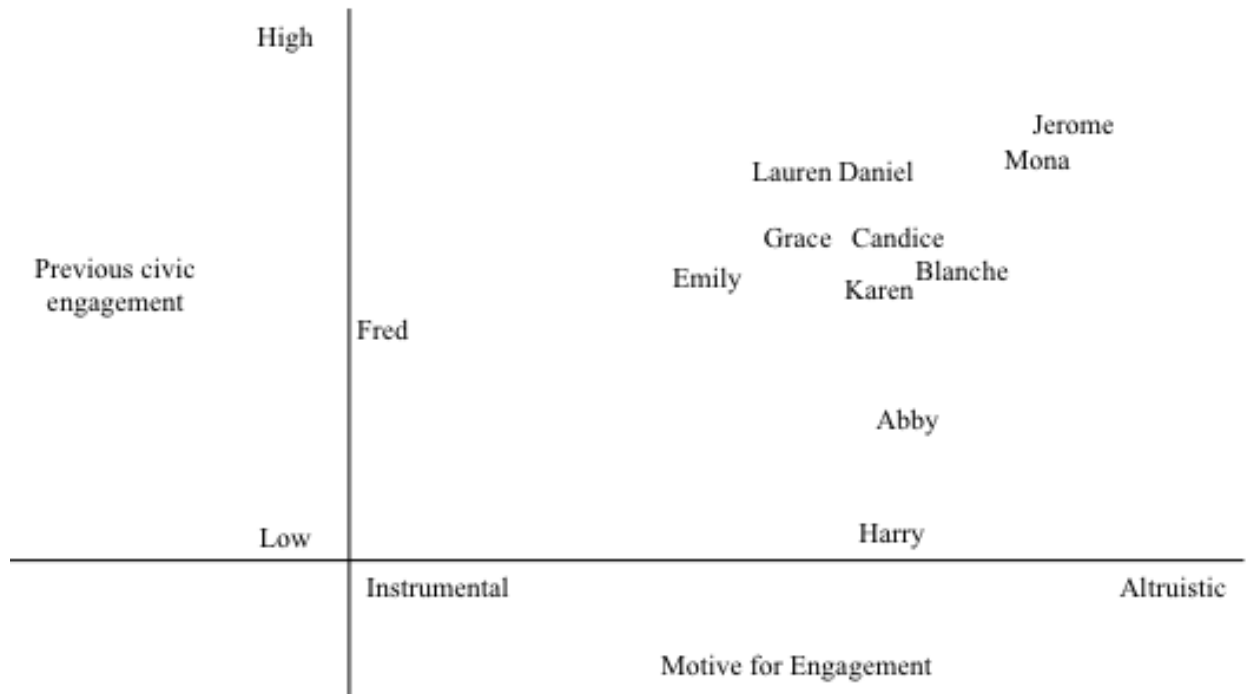 High
Jerome
Mona
Lauren Daniel
Grace Candice
Previous civic
engagement
Emily
Blanche
Karen
Fred
Abby
Low
Harry
Instrumental
Altruistic
Motive for Engagement